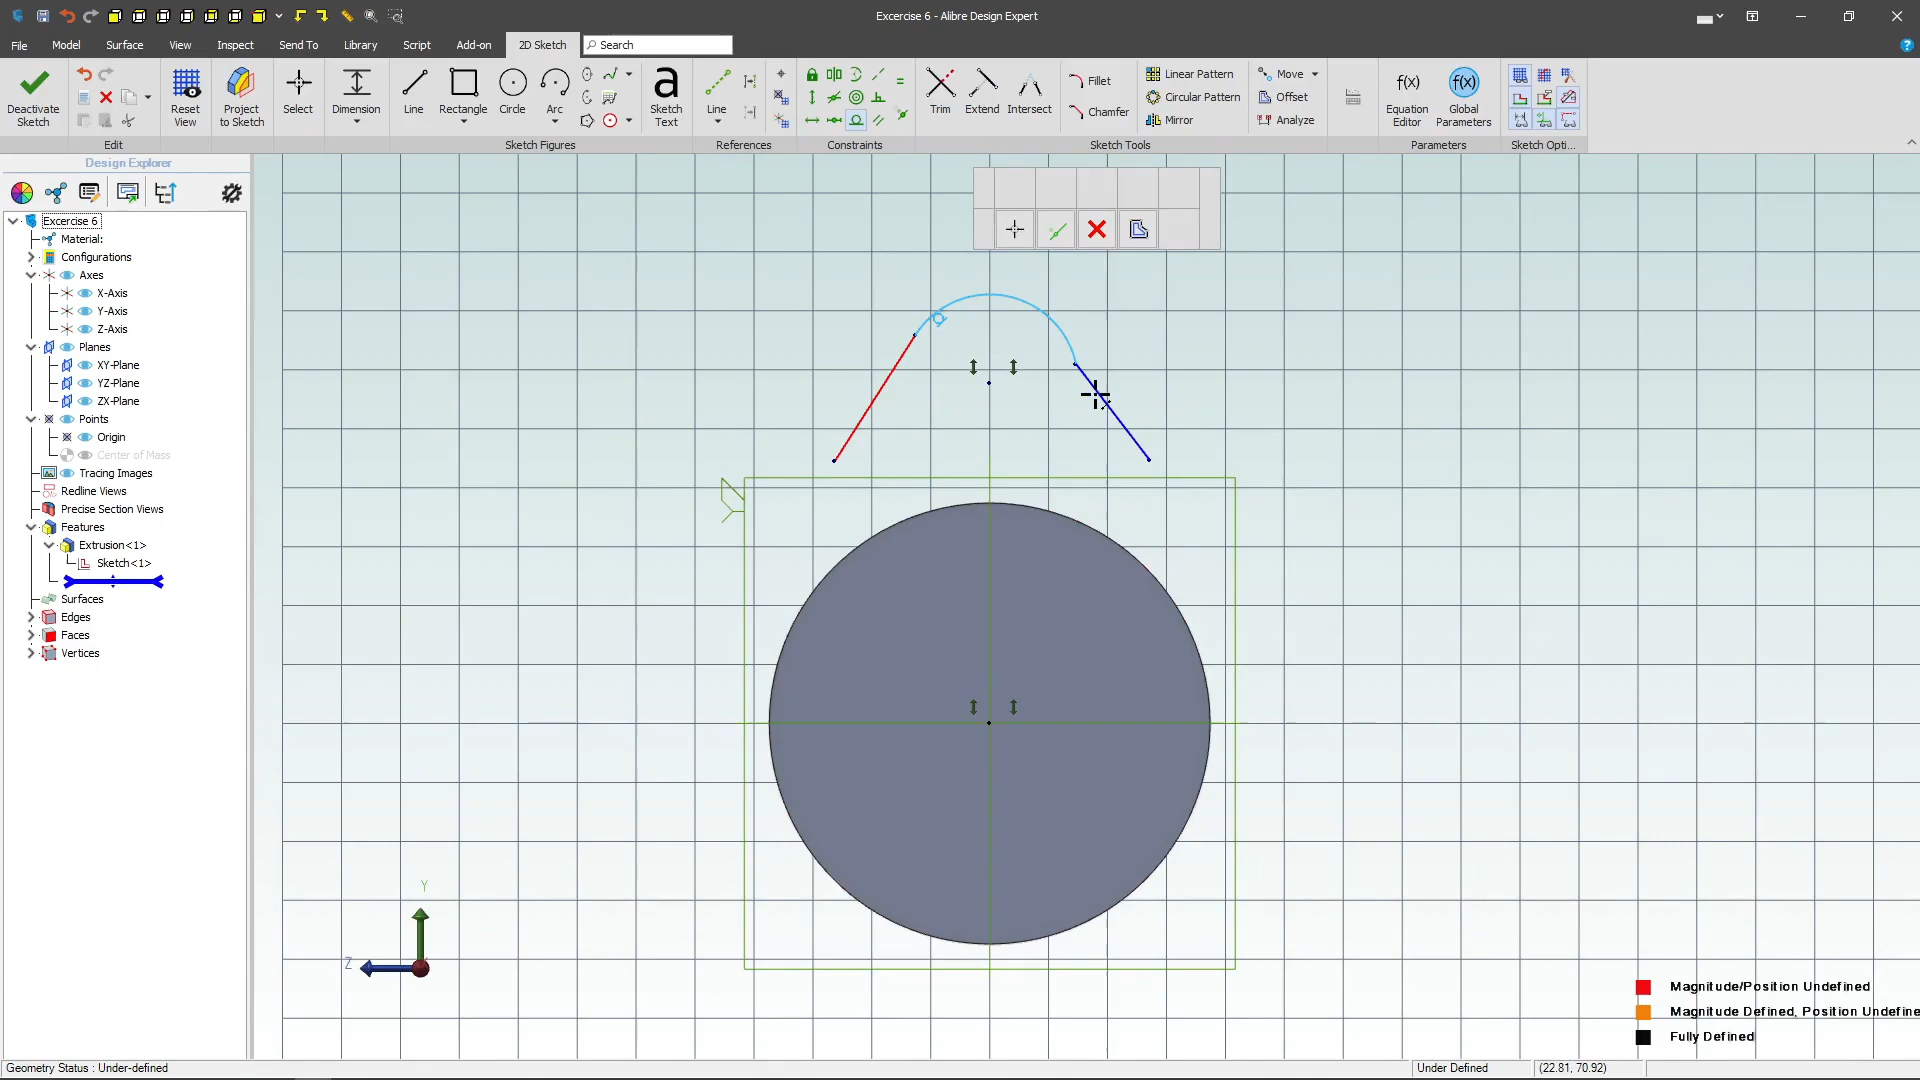 Excercise 6 - Alibre Design Expert
File
Model
Surface
View
Inspect
Send To
Library
Script
Add-on
2D Sketch
Search
Deactivate
Sketch
Reset
View
Project
to Sketch
Select
Dimension
Line
Rectangle
Circle
Arc
a
Sketch
Text
Line
Trim
Extend
Intersect
Fillet
Chamfer
Linear Pattern
Circular Pattern
Mirror
Move
Offset
Analyze
f(x)
Equation
Editor
f(x)
Global
Parameters
Edit
Sketch Figures
References
Constraints
Sketch Tools
Parameters
Sketch Opti...
Design Explorer
Excercise 6
Material:
Configurations
Axes
X-Axis
Y-Axis
Z-Axis
Planes
XY-Plane
YZ-Plane
ZX-Plane
Points
Origin
Center of Mass
Tracing Images
Redline Views
Precise Section Views
Features
Extrusion<1>
Sketch<1>
Surfaces
Edges
Faces
Vertices
Y
Z
Magnitude/Position Undefined
Magnitude Defined, Position Undefine
Fully Defined
Geometry Status : Under-defined
Under Defined
(22.81, 70.92)